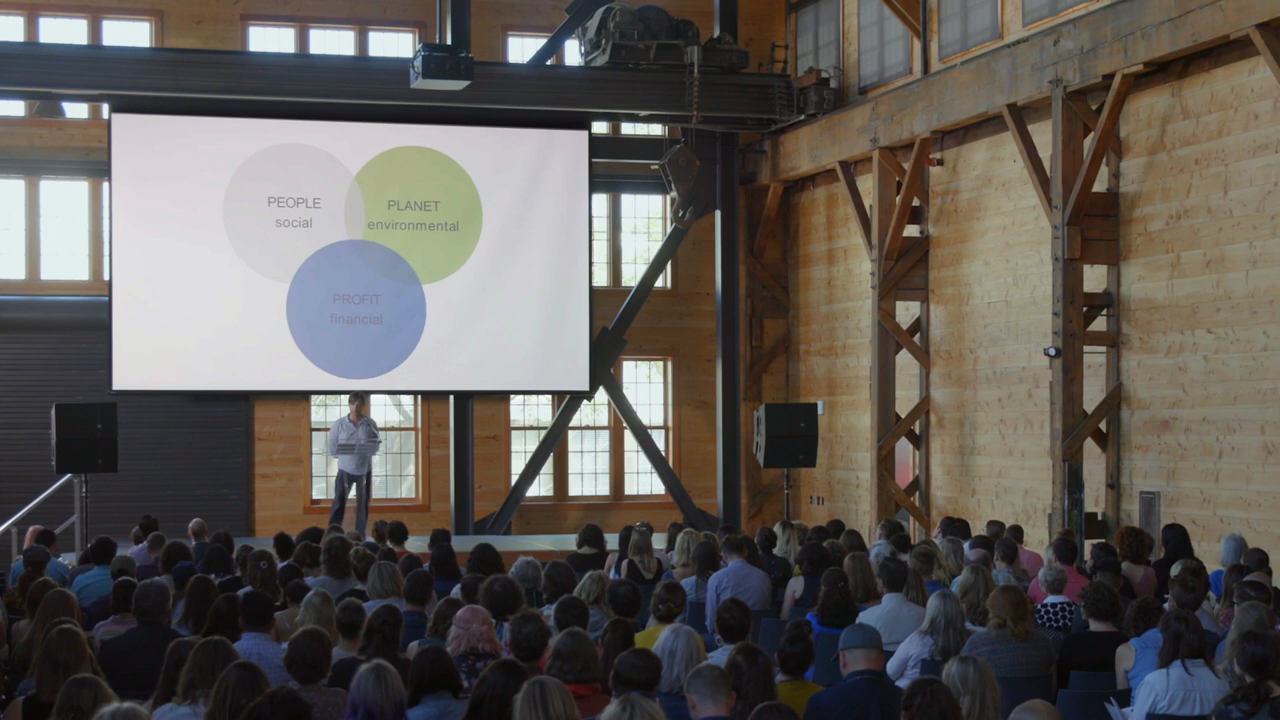 PEOPLE
social
PLANET
environmental
PROFIT
financial